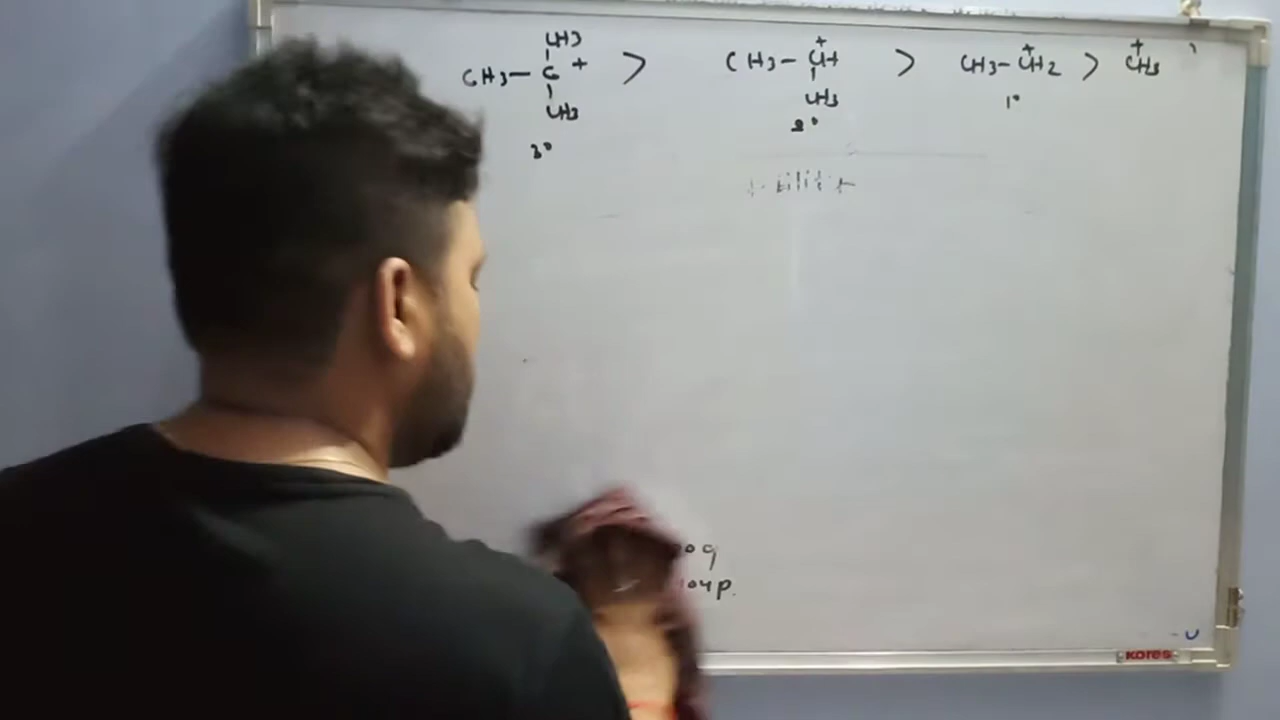 CH3
CH3 — C + > CH3 — CH + > CH3 — CH2 + > CH3 +
CH3 CH3 1°
3° 2°
KORES